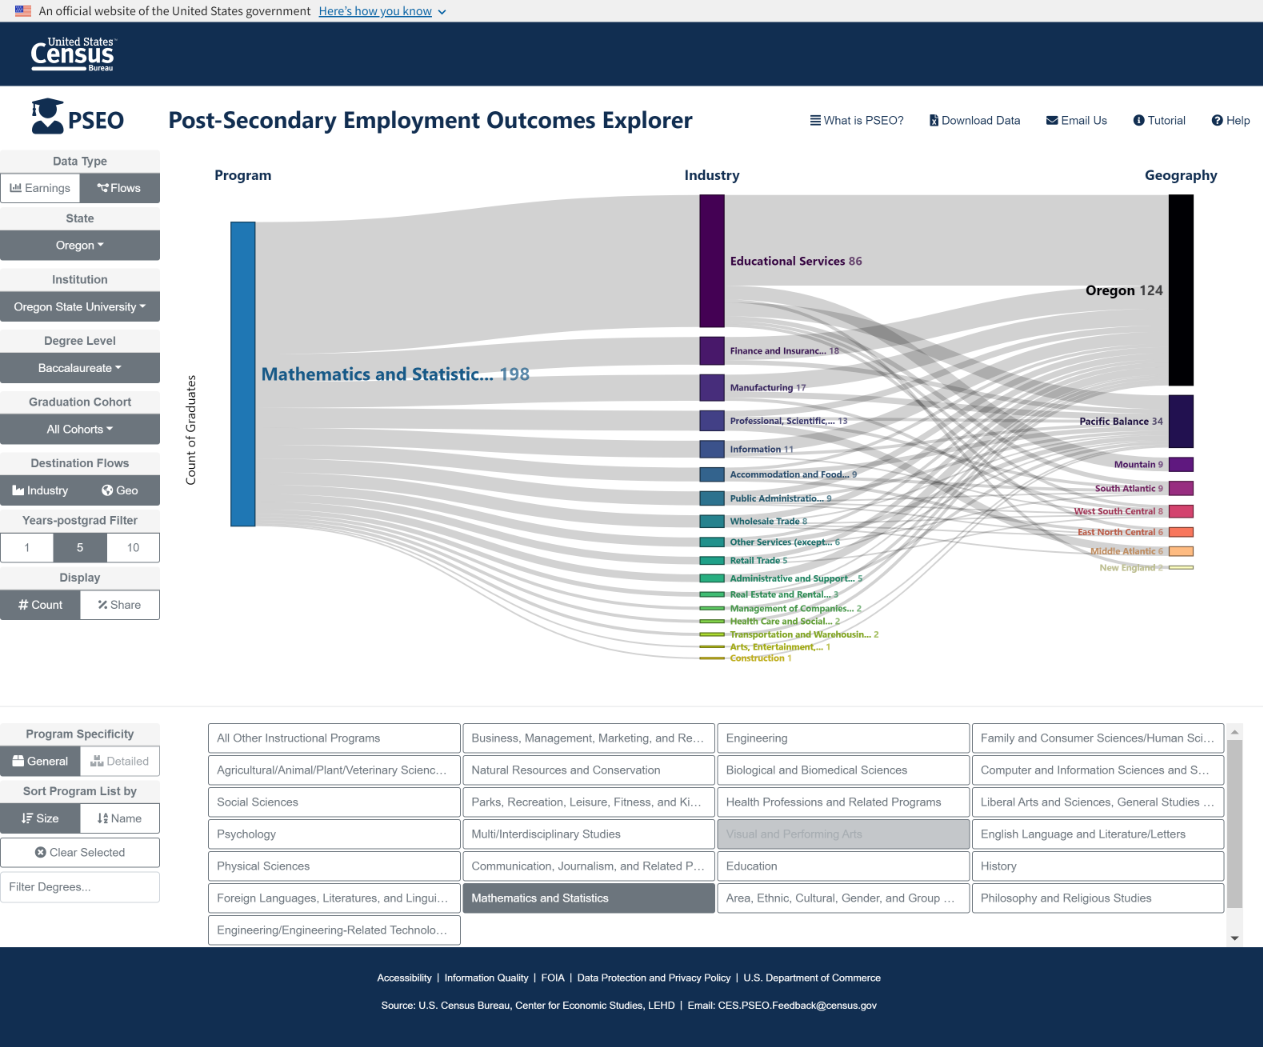 An official website of the United States government Here's how you know
United States™
Census
Bureau
PSEO
Post-Secondary Employment Outcomes Explorer
What is PSEO?
Download Data
Email Us
Tutorial
Help
Data Type
Earnings
Flows
State
Oregon
Institution
Oregon State University
Degree Level
Baccalaureate
Graduation Cohort
All Cohorts
Destination Flows
Industry
Geo
Years-postgrad Filter
1
5
10
Display
# Count
Share
Program
Industry
Geography
Count of Graduates
Mathematics and Statistic... 198
Educational Services 86
Finance and Insuranc... 18
Manufacturing 17
Professional, Scientific,... 13
Information 11
Accommodation and Food... 9
Public Administratio... 9
Wholesale Trade 8
Other Services (except... 6
Retail Trade 5
Administrative and Support... 5
Real Estate and Rental... 3
Management of Companies... 2
Health Care and Social... 2
Transportation and Warehousin... 2
Arts, Entertainment,... 1
Construction 1
Oregon 124
Pacific Balance 34
Mountain 9
South Atlantic 9
West South Central 8
East North Central 6
Middle Atlantic 6
New England 2
Program Specificity
General
Detailed
Sort Program List by
Size
Name
Clear Selected
Filter Degrees...
All Other Instructional Programs
Business, Management, Marketing, and Re...
Engineering
Family and Consumer Sciences/Human Sci...
Agricultural/Animal/Plant/Veterinary Scienc...
Natural Resources and Conservation
Biological and Biomedical Sciences
Computer and Information Sciences and S...
Social Sciences
Parks, Recreation, Leisure, Fitness, and Ki...
Health Professions and Related Programs
Liberal Arts and Sciences, General Studies ...
Psychology
Multi/Interdisciplinary Studies
Visual and Performing Arts
English Language and Literature/Letters
Physical Sciences
Communication, Journalism, and Related P...
Education
History
Foreign Languages, Literatures, and Lingui...
Mathematics and Statistics
Area, Ethnic, Cultural, Gender, and Group ...
Philosophy and Religious Studies
Engineering/Engineering-Related Technolo...
Accessibility | Information Quality | FOIA | Data Protection and Privacy Policy | U.S. Department of Commerce
Source: U.S. Census Bureau, Center for Economic Studies, LEHD | Email: CES.PSEO.Feedback@census.gov